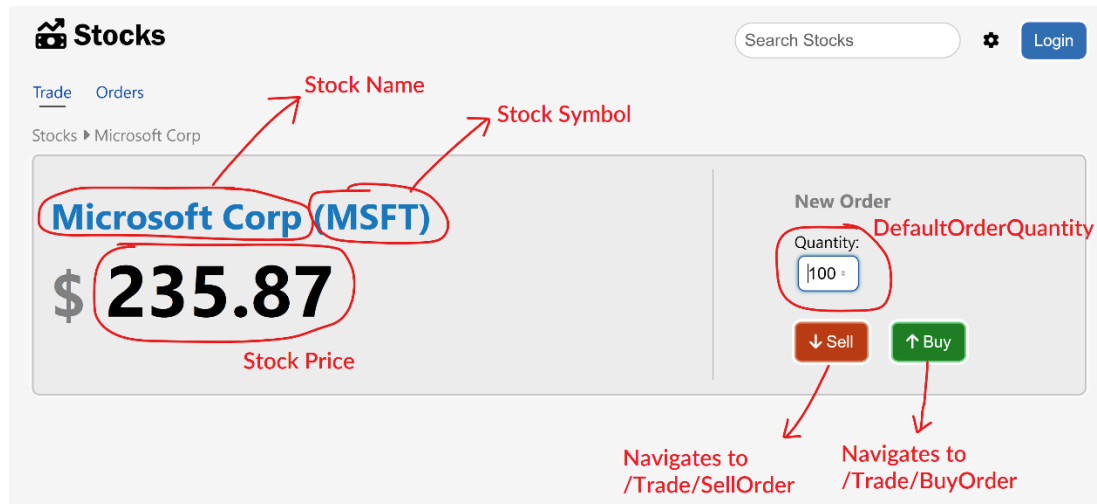 Stocks
Search Stocks
Login
Trade Orders
Stock Name
Stock Symbol
Stocks Microsoft Corp
Microsoft Corp (MSFT)
$ 235.87
Stock Price
New Order
DefaultOrderQuantity
Quantity:
100
Sell Buy
Navigates to
/Trade/SellOrder
Navigates to
/Trade/BuyOrder